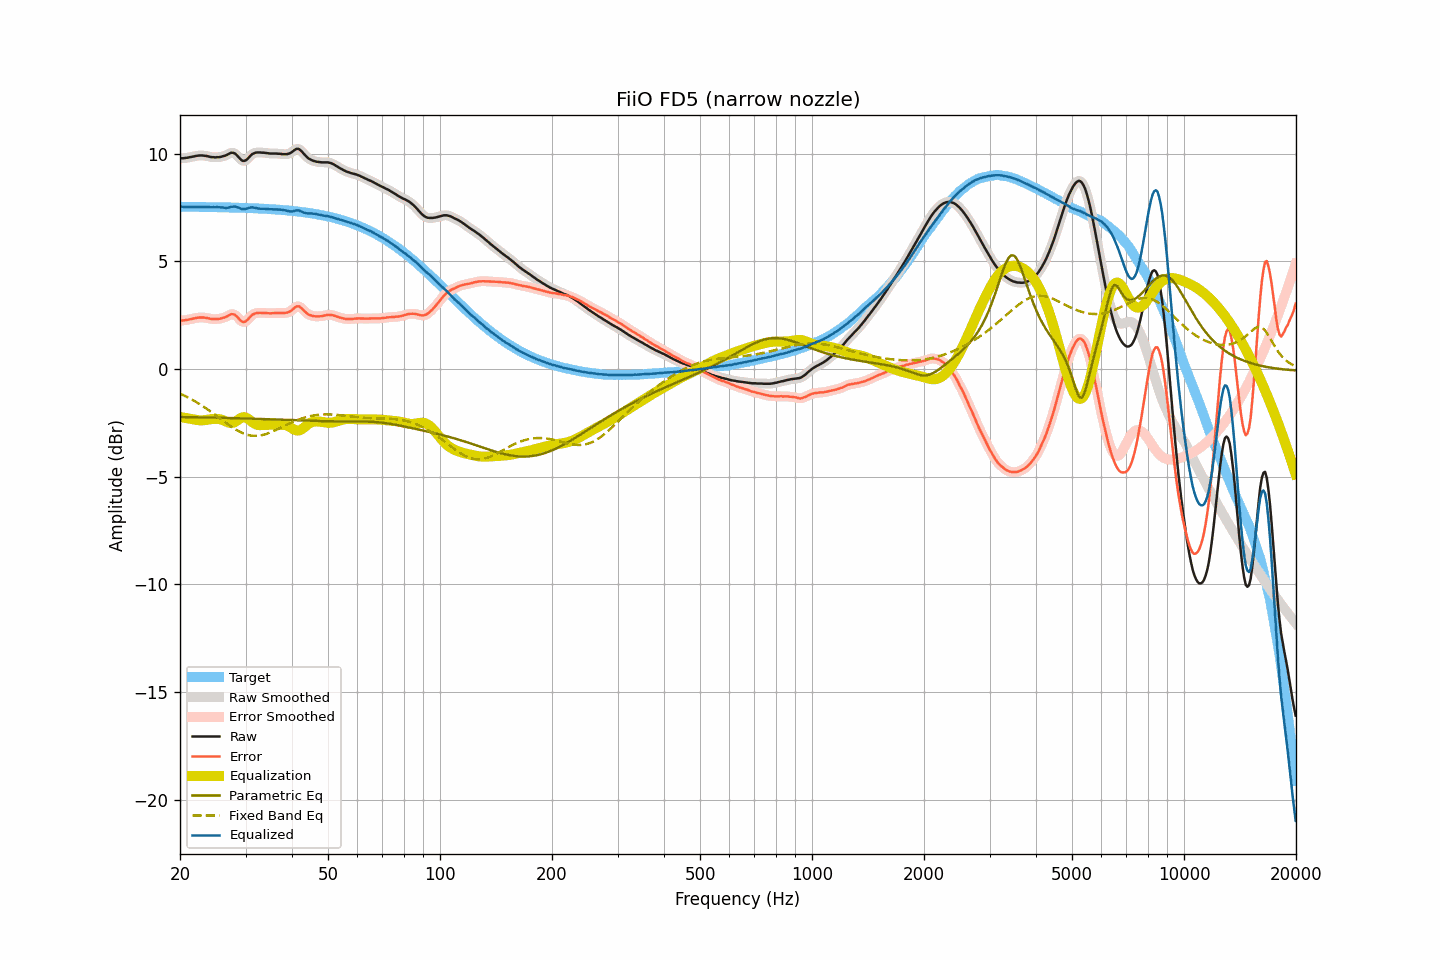 FiiO FD5 (narrow nozzle)
10
5
0
−5
−10
−15
−20
Amplitude (dBr)
Target
Raw Smoothed
Error Smoothed
Raw
Error
Equalization
Parametric Eq
Fixed Band Eq
Equalized
20 50 100 200 500 1000 2000 5000 10000 20000
Frequency (Hz)